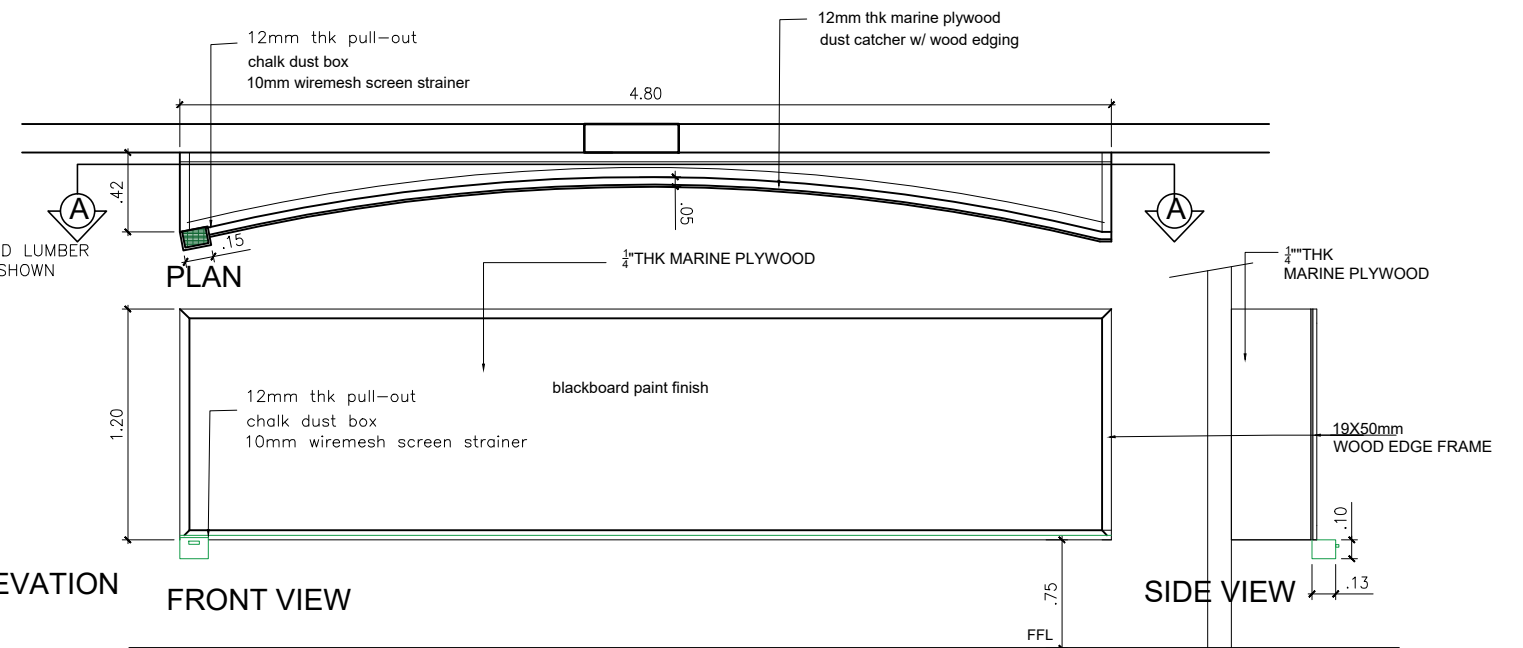 12mm thk pull-out
chalk dust box
10mm wiremesh screen strainer
12mm thk marine plywood
dust catcher w/ wood edging
4.80
.42
A
A
.05
.15
D LUMBER
SHOWN
PLAN
1/4"THK MARINE PLYWOOD
1/4""THK
MARINE PLYWOOD
1.20
12mm thk pull-out
chalk dust box
10mm wiremesh screen strainer
blackboard paint finish
19X50mm
WOOD EDGE FRAME
.10
.13
.75
FFL
EVATION
FRONT VIEW
SIDE VIEW